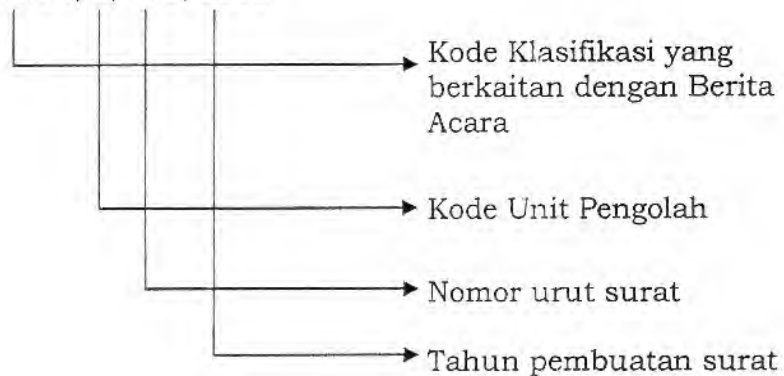 Kode Klasifikasi yang
berkaitan dengan Berita
Acara
Kode Unit Pengolah
Nomor urut surat
Tahun pembuatan surat